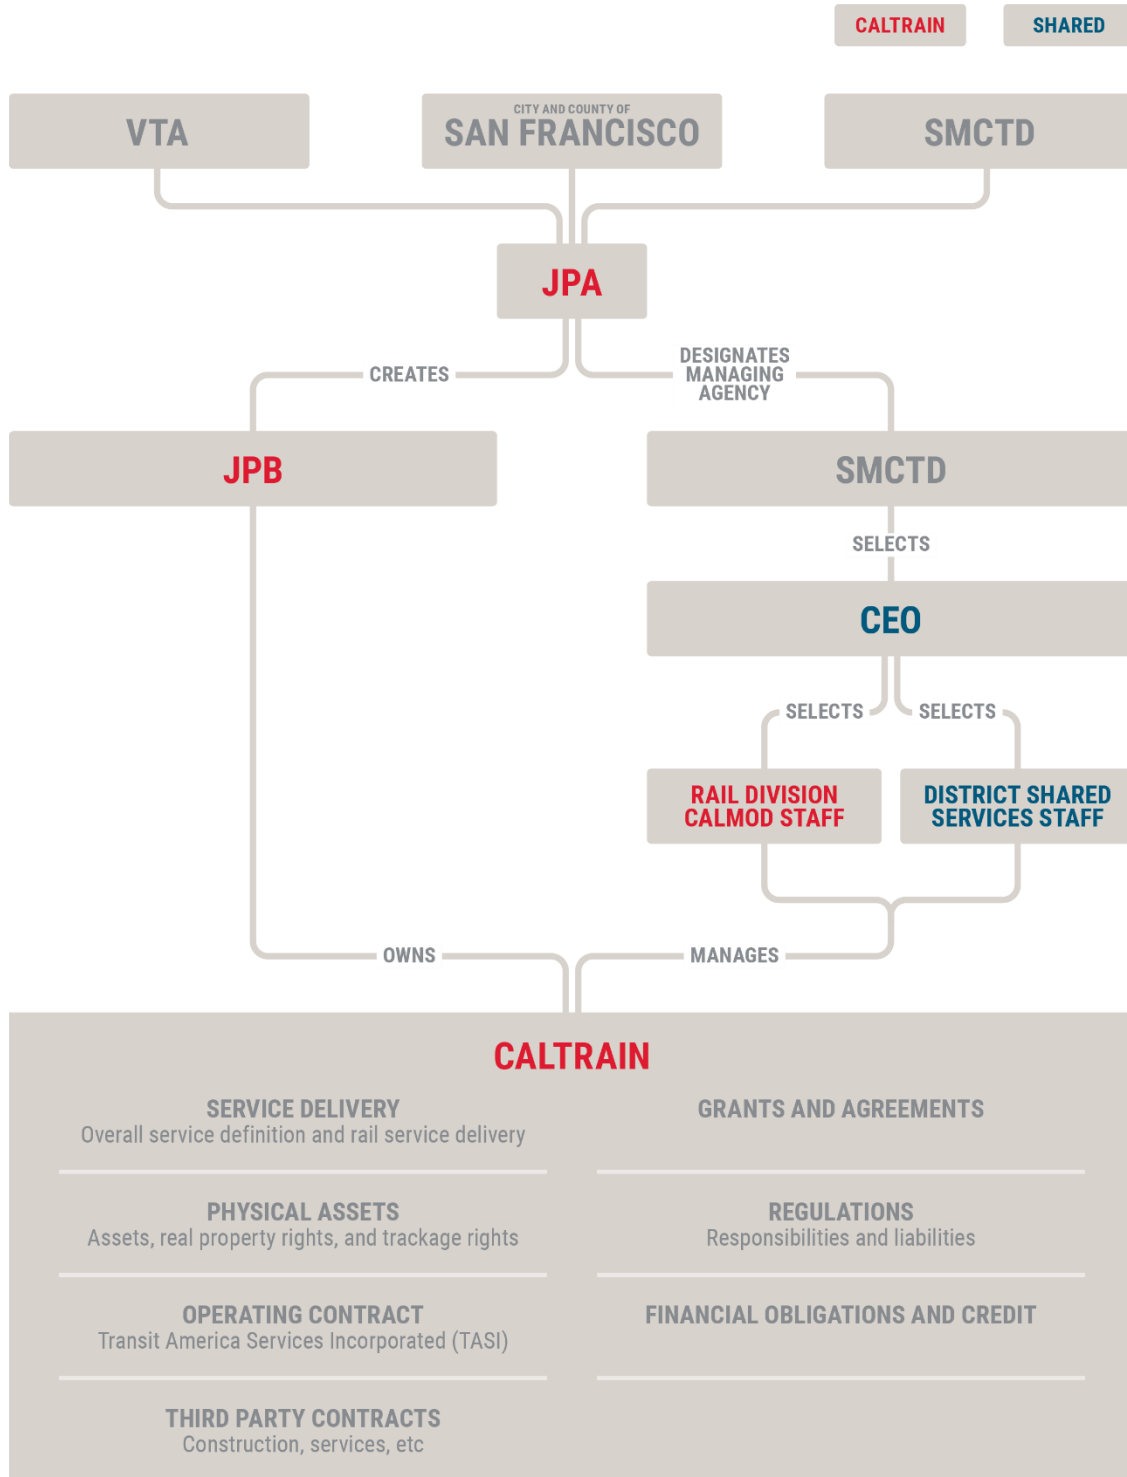 CALTRAIN
SHARED
VTA
CITY AND COUNTY OF
SAN FRANCISCO
SMCTD
JPA
CREATES
DESIGNATES
MANAGING
AGENCY
JPB
SMCTD
SELECTS
CEO
SELECTS
SELECTS
RAIL DIVISION
CALMOD STAFF
DISTRICT SHARED
SERVICES STAFF
OWNS
MANAGES
CALTRAIN
SERVICE DELIVERY
Overall service definition and rail service delivery
GRANTS AND AGREEMENTS
PHYSICAL ASSETS
Assets, real property rights, and trackage rights
REGULATIONS
Responsibilities and liabilities
OPERATING CONTRACT
Transit America Services Incorporated (TASI)
FINANCIAL OBLIGATIONS AND CREDIT
THIRD PARTY CONTRACTS
Construction, services, etc